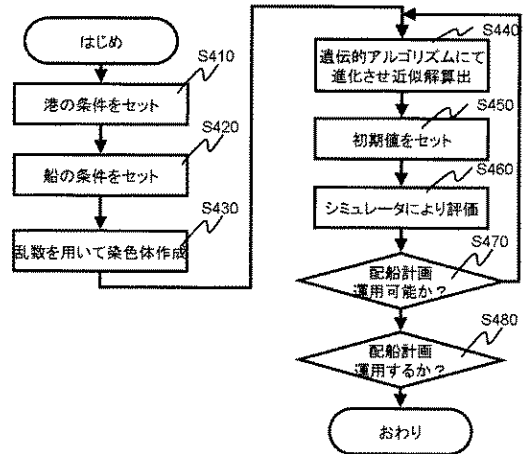 はじめ
S410
港の条件をセット
S420
船の条件をセット
S430
乱数を用いて染色体作成
S440
遺伝的アルゴリズムにて
進化させ近似解算出
S450
初期値をセット
S460
シミュレータにより評価
S470
配船計画
運用可能か？
S480
配船計画
運用するか？
おわり